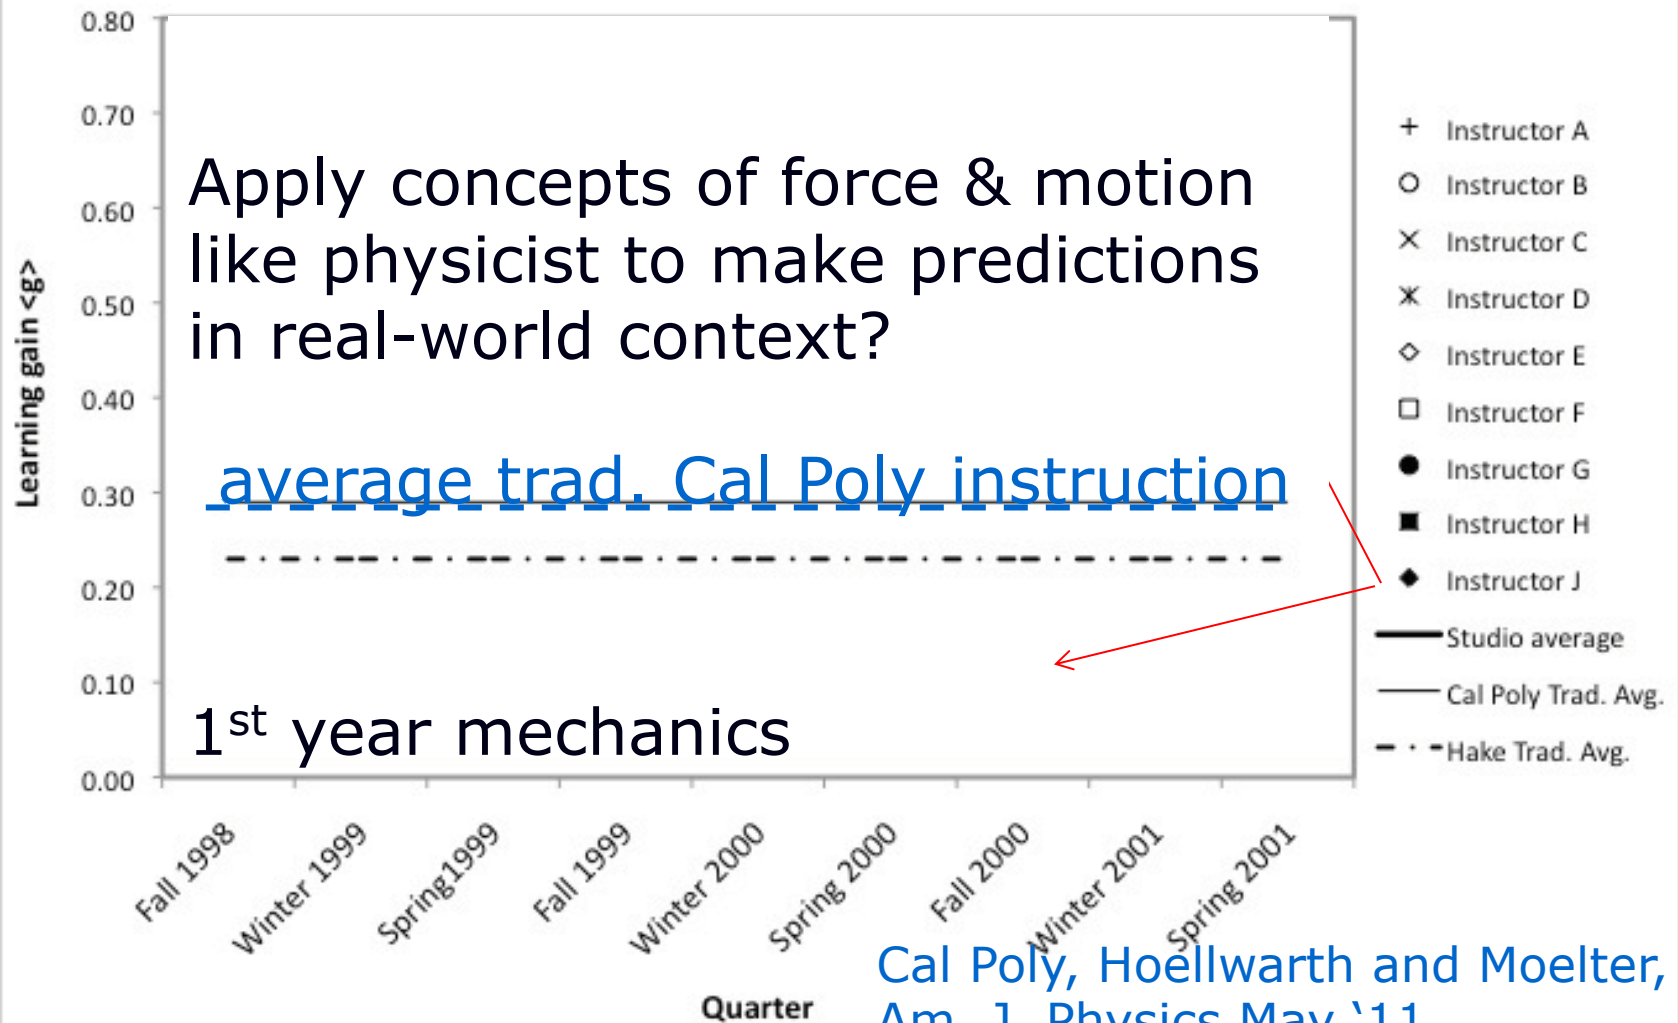 0.80
0.70
0.60
0.50
0.40
0.30
0.20
0.10
0.00
Learning gain <g>
Apply concepts of force & motion
like physicist to make predictions
in real-world context?
average trad. Cal Poly instruction
1st year mechanics
Instructor A
Instructor B
Instructor C
Instructor D
Instructor E
Instructor F
Instructor G
Instructor H
Instructor J
Studio average
Cal Poly Trad. Avg.
Hake Trad. Avg.
Fall 1998
Winter 1999
Spring1999
Fall 1999
Winter 2000
Spring 2000
Fall 2000
Winter 2001
Spring 2001
Quarter
Cal Poly, Hoellwarth and Moelter,
Am. J. Physics May ‘11